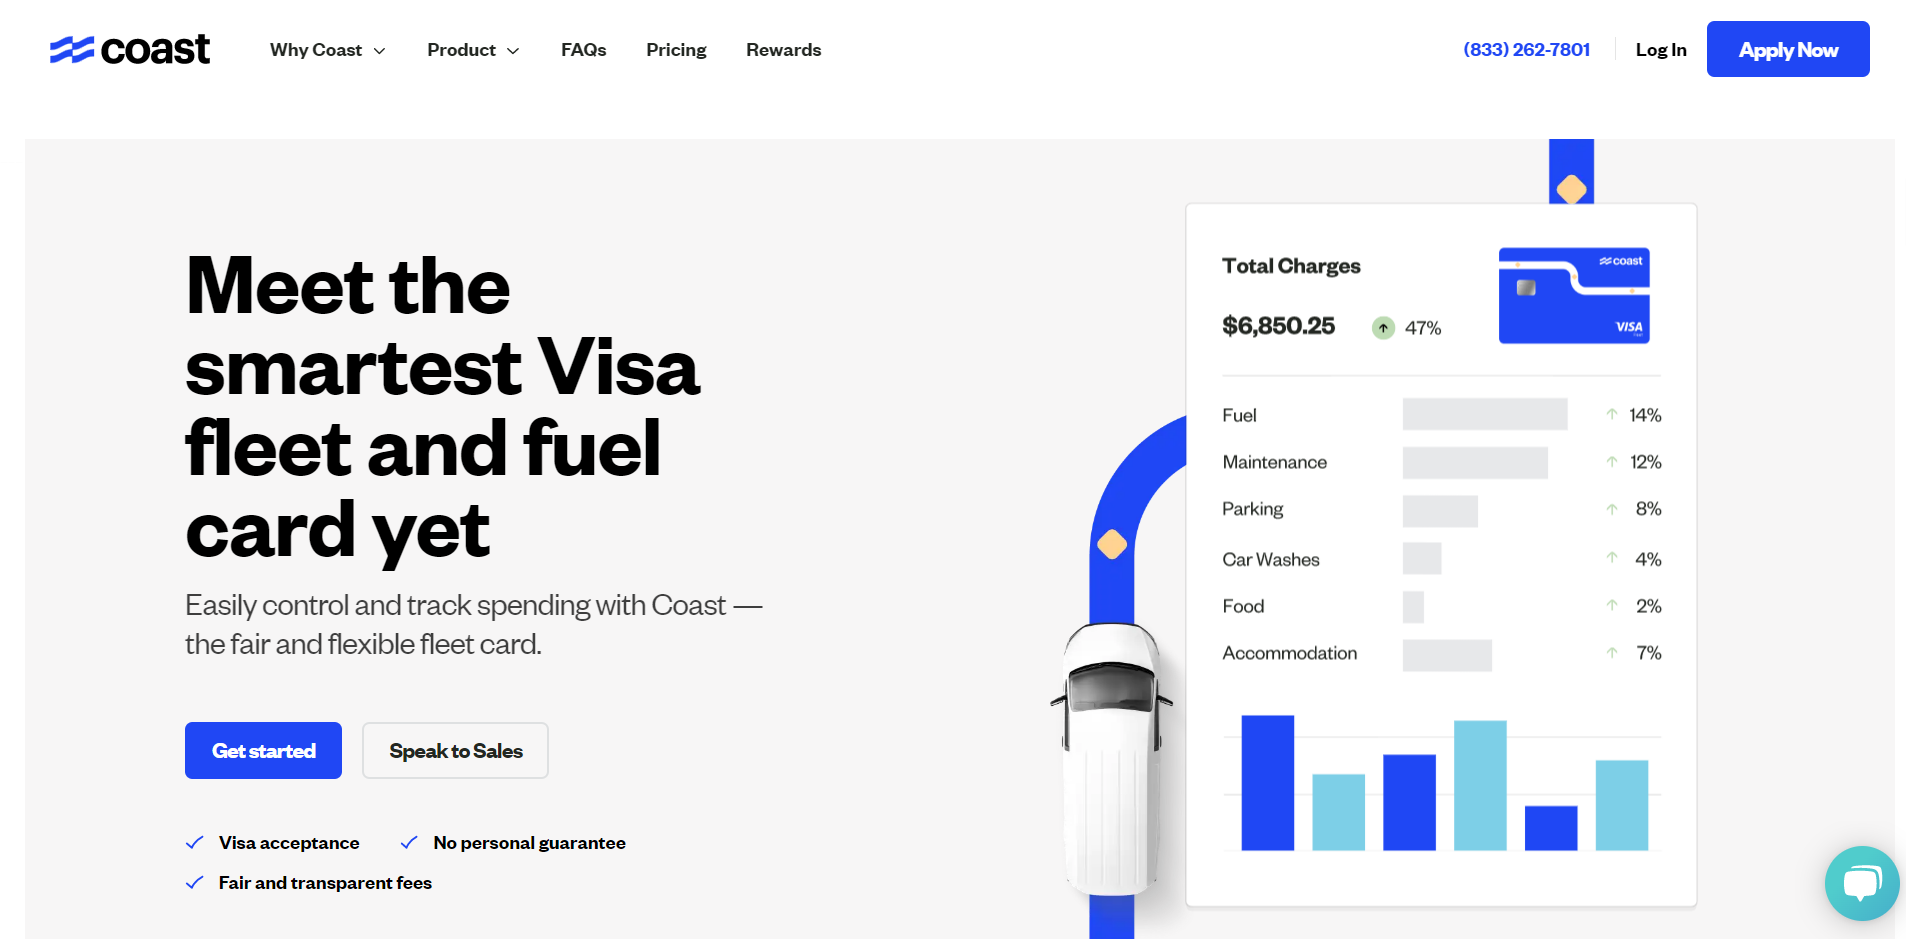 coast
Why Coast
Product
FAQs
Pricing
Rewards
(833) 262-7801
Log In
Apply Now
Meet the
smartest Visa
fleet and fuel
card yet
Easily control and track spending with Coast —
the fair and flexible fleet card.
Get started
Speak to Sales
Visa acceptance
No personal guarantee
Fair and transparent fees
Total Charges
$6,850.25
47%
coast
VISA
Fuel
14%
Maintenance
12%
Parking
8%
Car Washes
4%
Food
2%
Accommodation
7%